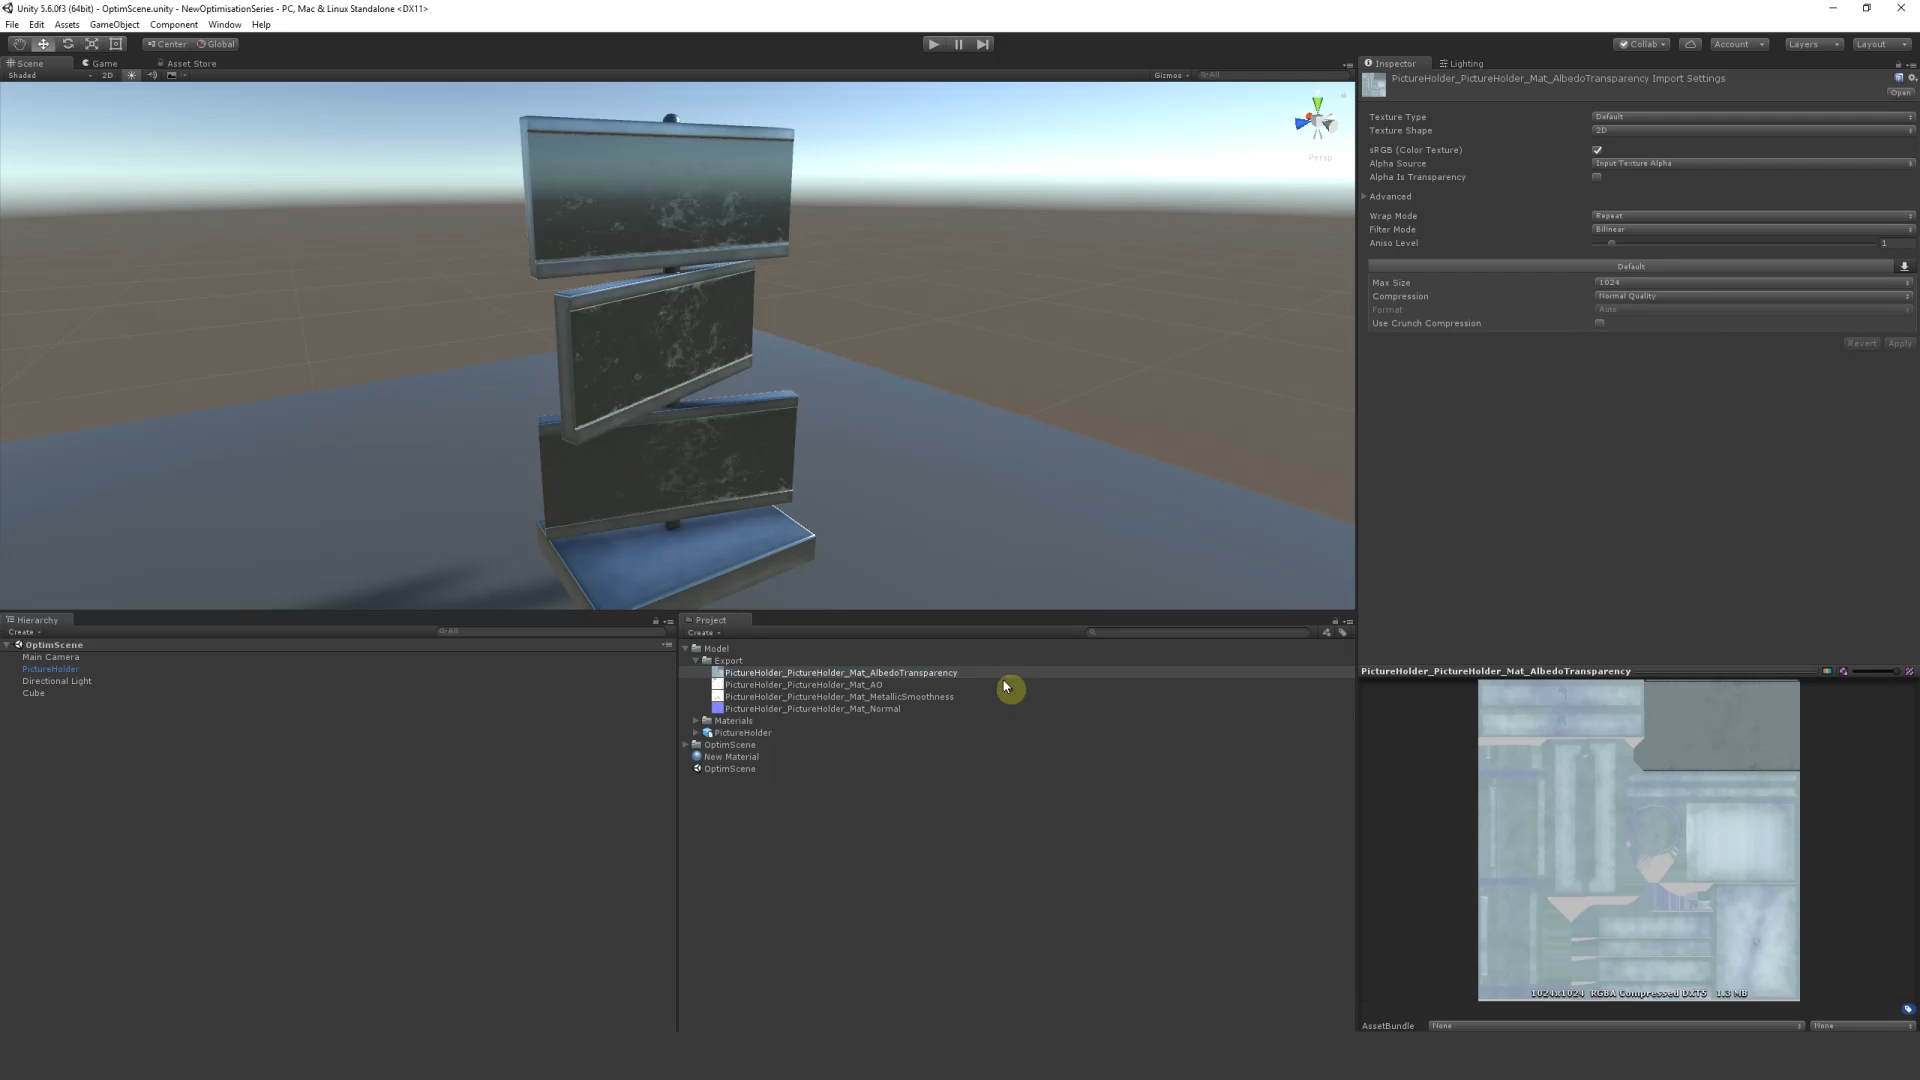 Unity 5.6.0f3 (64bit) - OptimScene.unity - NewOptimisationSeries - PC, Mac & Linux Standalone <DX11>
File Edit Assets GameObject Component Window Help
Center Global
Collab Account Layers Layout
Scene Game Asset Store
Shaded 2D Gizmos All
Persp
Inspector Lighting
PictureHolder_PictureHolder_Mat_AlbedoTransparency Import Settings
Open
Texture Type Default
Texture Shape 2D
sRGB (Color Texture)
Alpha Source Input Texture Alpha
Alpha Is Transparency
Advanced
Wrap Mode Repeat
Filter Mode Bilinear
Aniso Level 1
Default
Max Size 1024
Compression Normal Quality
Format Auto
Use Crunch Compression
Revert Apply
Hierarchy
Create All
OptimScene
Main Camera
PictureHolder
Directional Light
Cube
Project
Create
Model
Export
PictureHolder_PictureHolder_Mat_AlbedoTransparency
PictureHolder_PictureHolder_Mat_AO
PictureHolder_PictureHolder_Mat_MetallicSmoothness
PictureHolder_PictureHolder_Mat_Normal
Materials
PictureHolder
OptimScene
New Material
OptimScene
PictureHolder_PictureHolder_Mat_AlbedoTransparency
1024x1024 RGBA Compressed DXT5 1.3 MB
AssetBundle None None